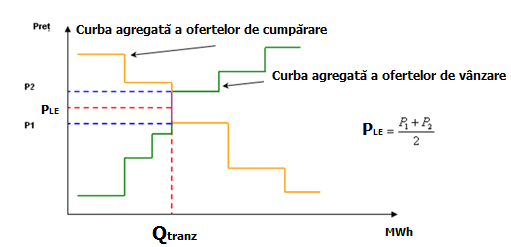 Preț
Curba agregată a ofertelor de cumpărare
Curba agregată a ofertelor de vânzare
P2
PLE
P1
PLE = P1 + P2 / 2
Qtranz
MWh